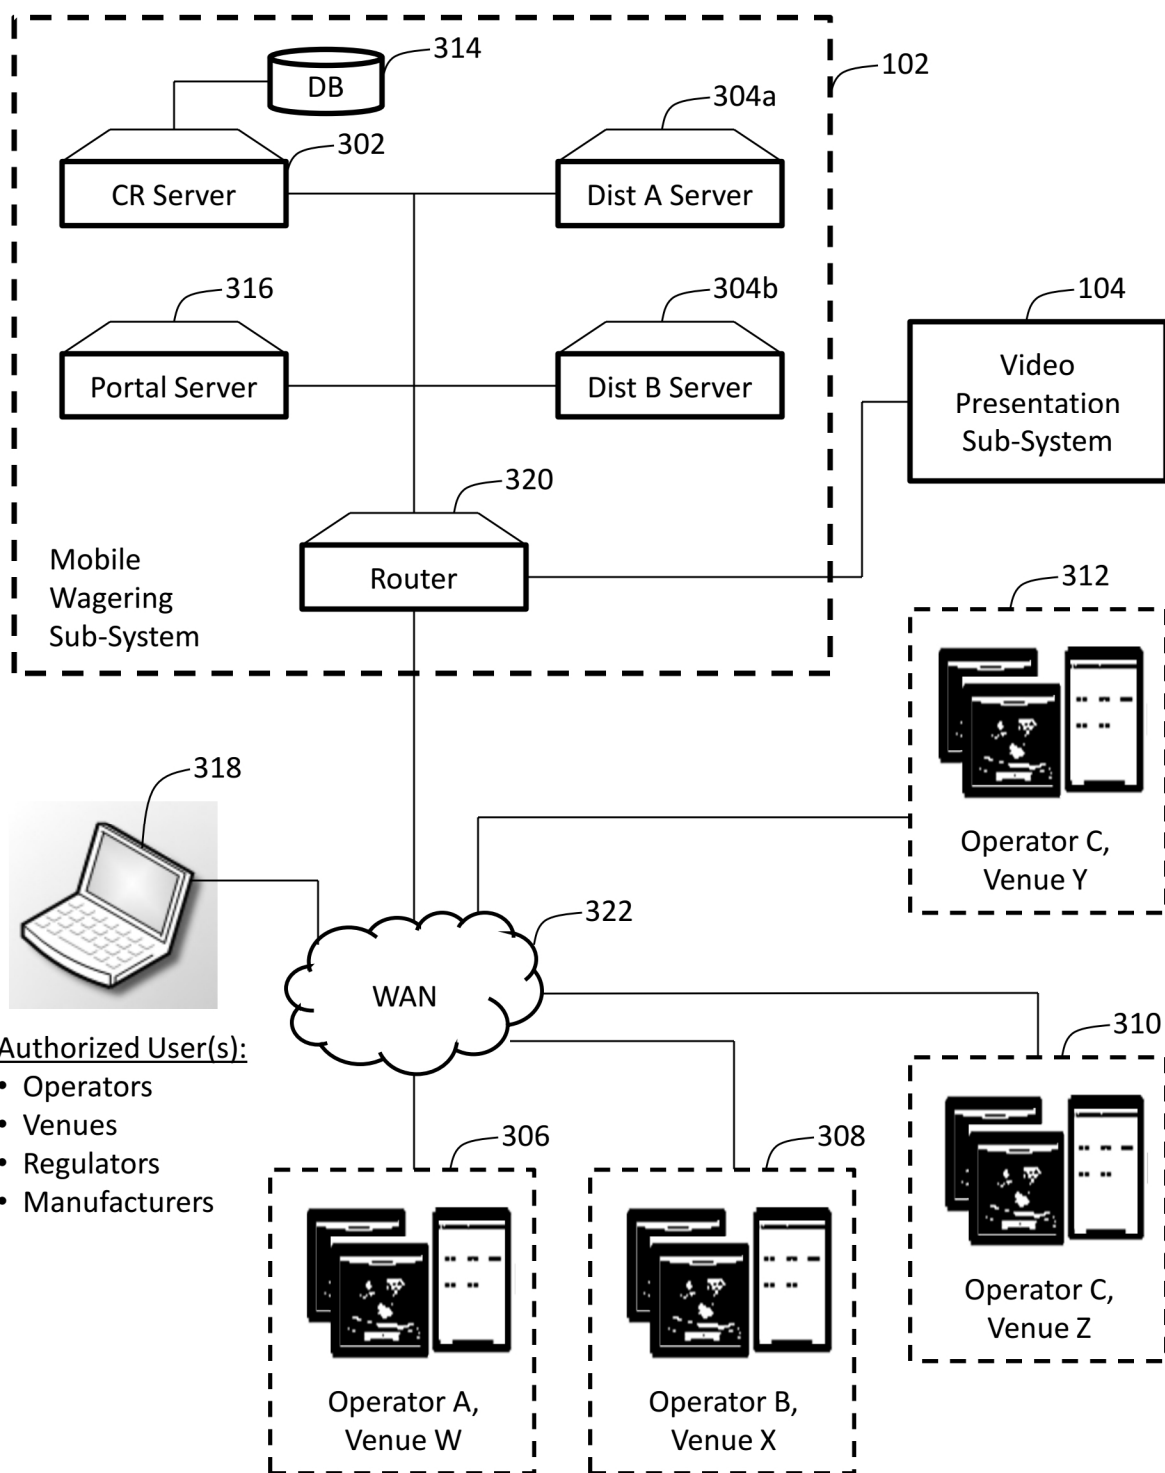 314
DB
102
304a
302
CR Server
Dist A Server
316
304b
104
Portal Server
Dist B Server
Video
Presentation
Sub-System
320
Mobile
Wagering
Sub-System
Router
312
318
Operator C,
Venue Y
322
WAN
310
Authorized User(s):
• Operators
• Venues
• Regulators
• Manufacturers
306
308
Operator C,
Venue Z
Operator A,
Venue W
Operator B,
Venue X